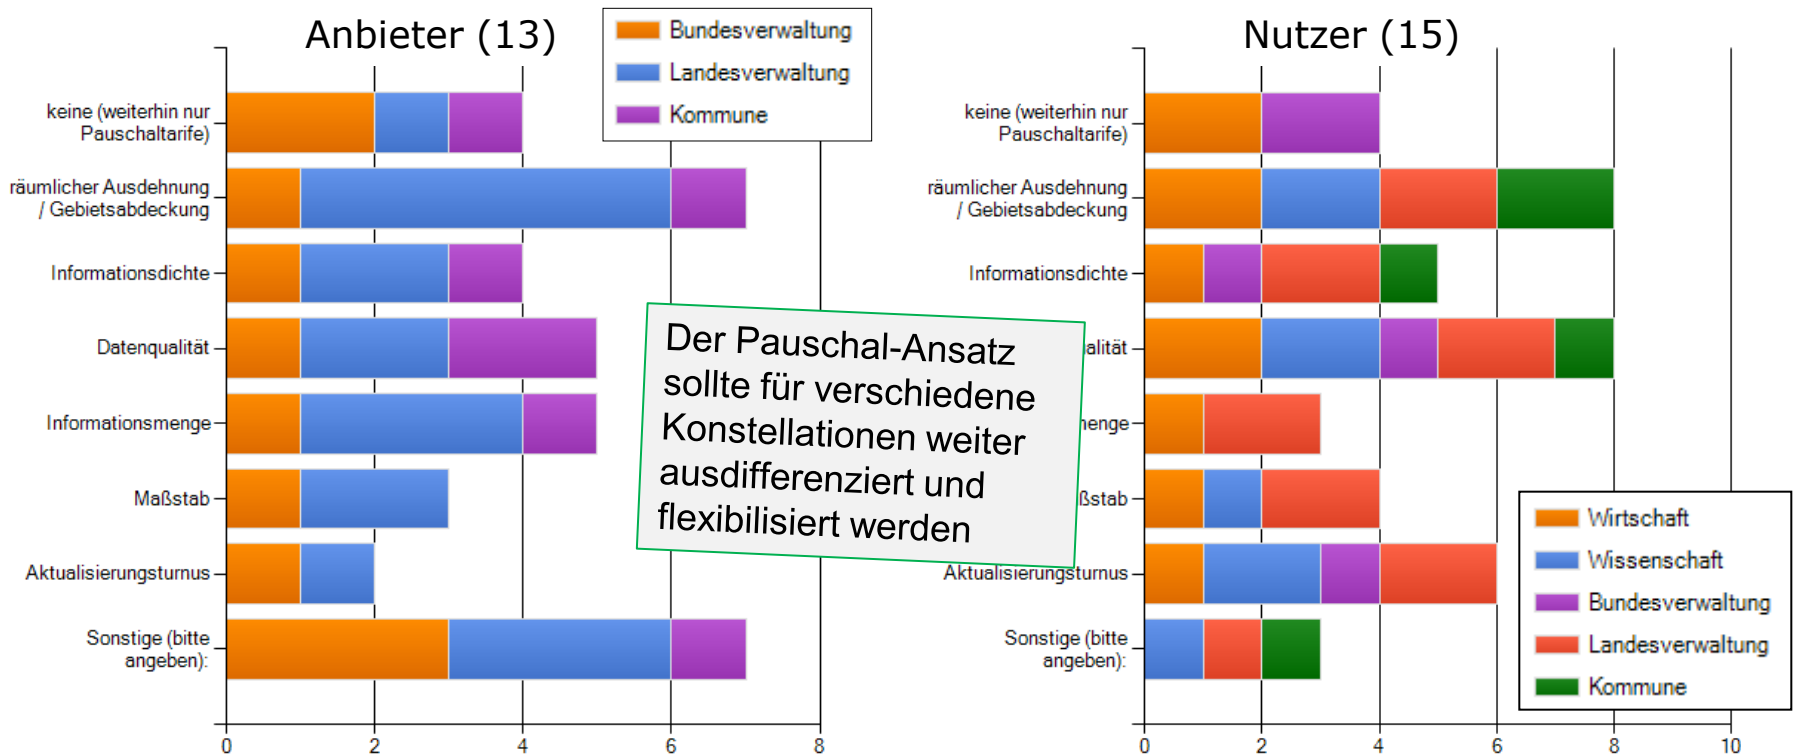 Anbieter (13)
Bundesverwaltung
Landesverwaltung
Kommune
keine (weiterhin nur
Pauschaltarife)
räumlicher Ausdehnung
/ Gebietsabdeckung
Informationsdichte
Datenqualität
Informationsmenge
Maßstab
Aktualisierungsturnus
Sonstige (bitte
angeben):
0 2 4 6 8
Der Pauschal-Ansatz
sollte für verschiedene
Konstellationen weiter
ausdifferenziert und
flexibilisiert werden
Nutzer (15)
keine (weiterhin nur
Pauschaltarife)
räumlicher Ausdehnung
/ Gebietsabdeckung
Informationsdichte
alität
menge
ßstab
Aktualisierungsturnus
Sonstige (bitte
angeben):
0 2 4 6 8 10
Wirtschaft
Wissenschaft
Bundesverwaltung
Landesverwaltung
Kommune